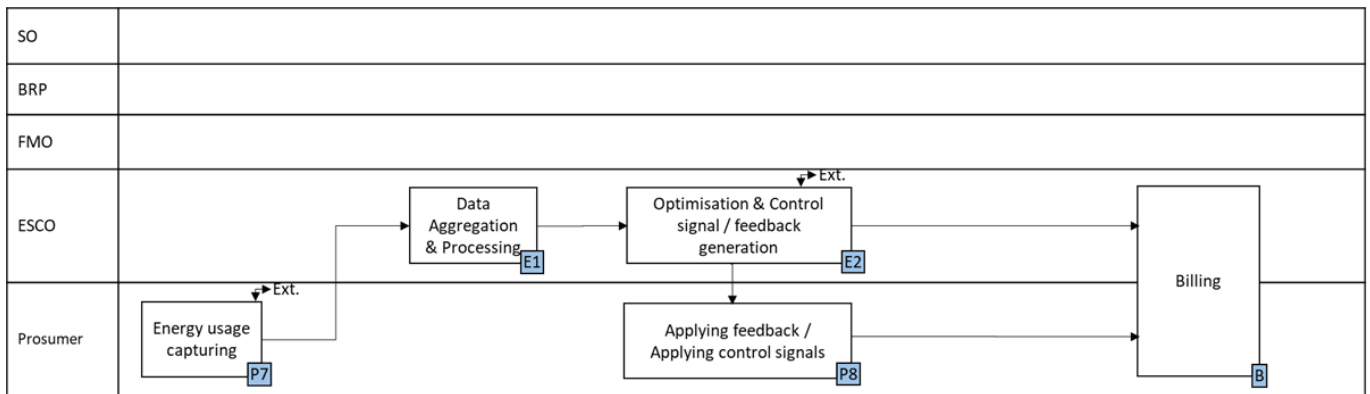 SO
BRP
FMO
ESCO
Data
Aggregation
& Processing
E1
Ext.
Optimisation & Control
signal / feedback
generation
E2
Billing
B
Prosumer
Ext.
Energy usage
capturing
P7
Applying feedback /
Applying control signals
P8